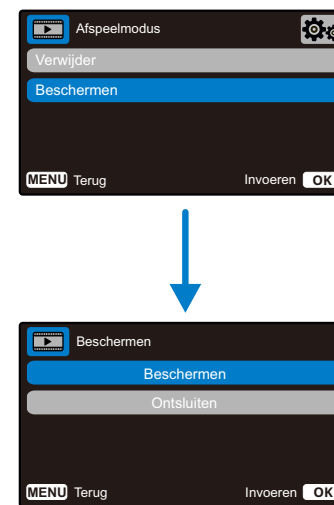 Afspeelmodus
Verwijder
Beschermen
MENU Terug Invoeren OK
Beschermen
Beschermen
Ontsluiten
MENU Terug Invoeren OK